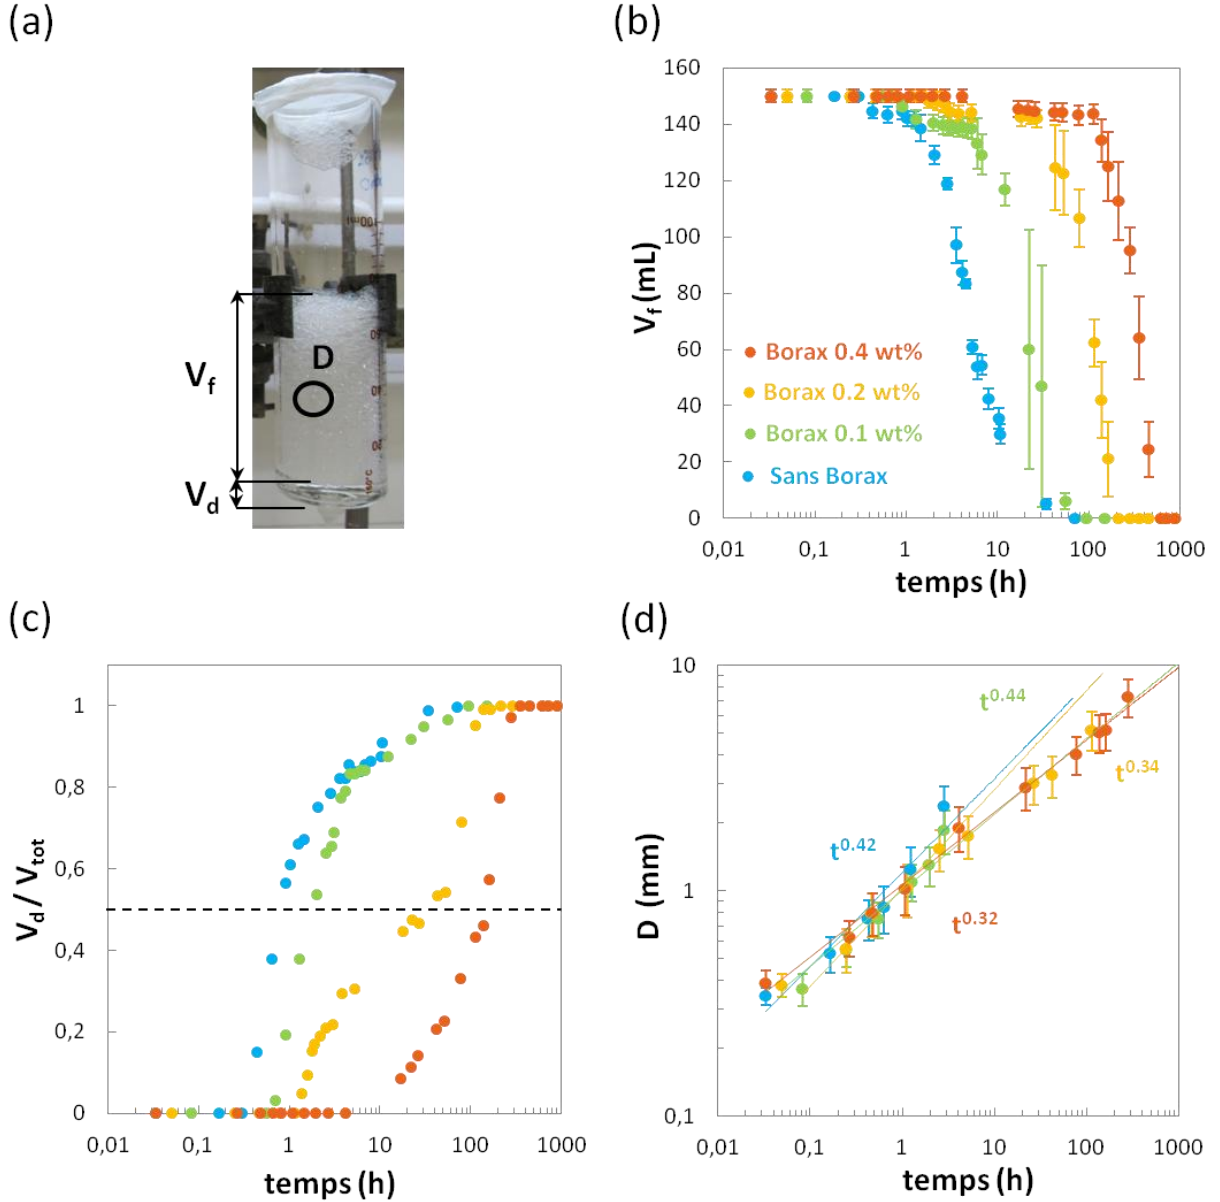 (a)
V_f
D
V_d
(b)
160
140
120
100
80
60
40
20
0
V_f (mL)
Borax 0.4 wt%
Borax 0.2 wt%
Borax 0.1 wt%
Sans Borax
0,01 0,1 1 10 100 1000
temps (h)
(c)
1
0,8
0,6
0,4
0,2
0
V_d / V_tot
0,01 0,1 1 10 100 1000
temps (h)
(d)
10
1
0,1
D (mm)
t^0.44
t^0.34
t^0.42
t^0.32
0,01 0,1 1 10 100 1000
temps (h)